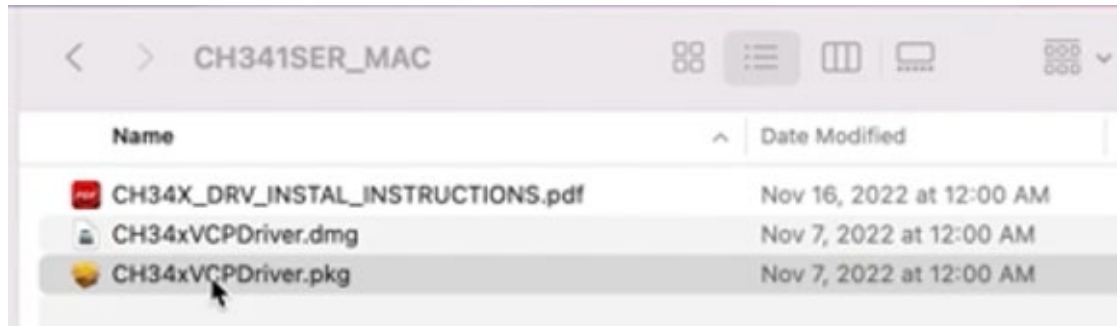 CH341SER_MAC
Name Date Modified
CH34X_DRV_INSTAL_INSTRUCTIONS.pdf Nov 16, 2022 at 12:00 AM
CH34xVCPDriver.dmg Nov 7, 2022 at 12:00 AM
CH34xVCPDriver.pkg Nov 7, 2022 at 12:00 AM